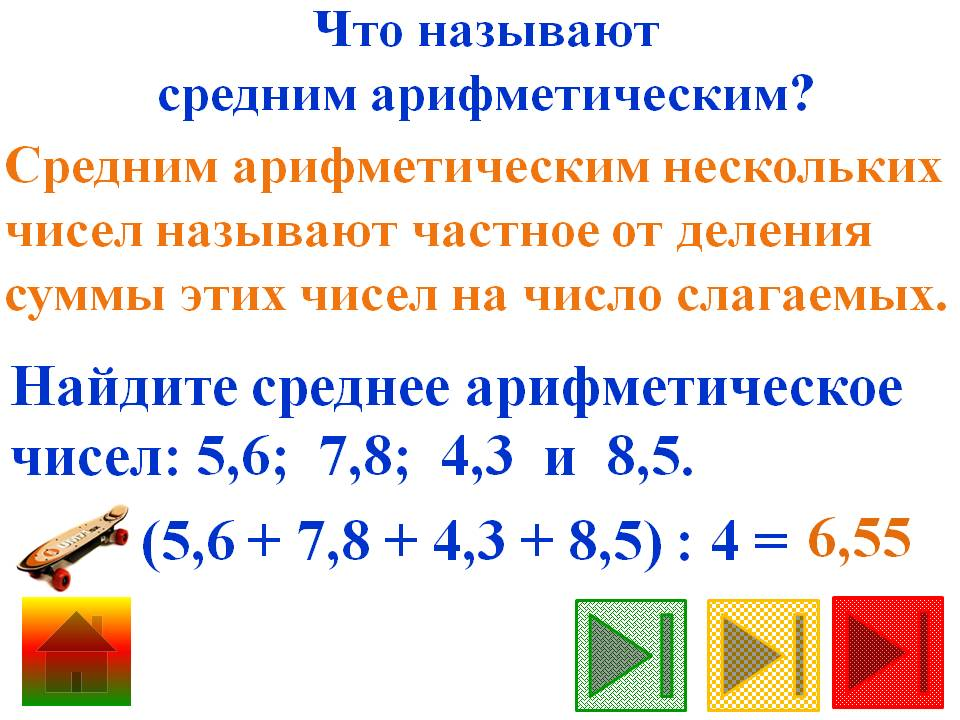 Что называют
средним арифметическим?
Средним арифметическим нескольких
чисел называют частное от деления
суммы этих чисел на число слагаемых.
Найдите среднее арифметическое
чисел: 5,6; 7,8; 4,3 и 8,5.
(5,6 + 7,8 + 4,3 + 8,5) : 4 = 6,55